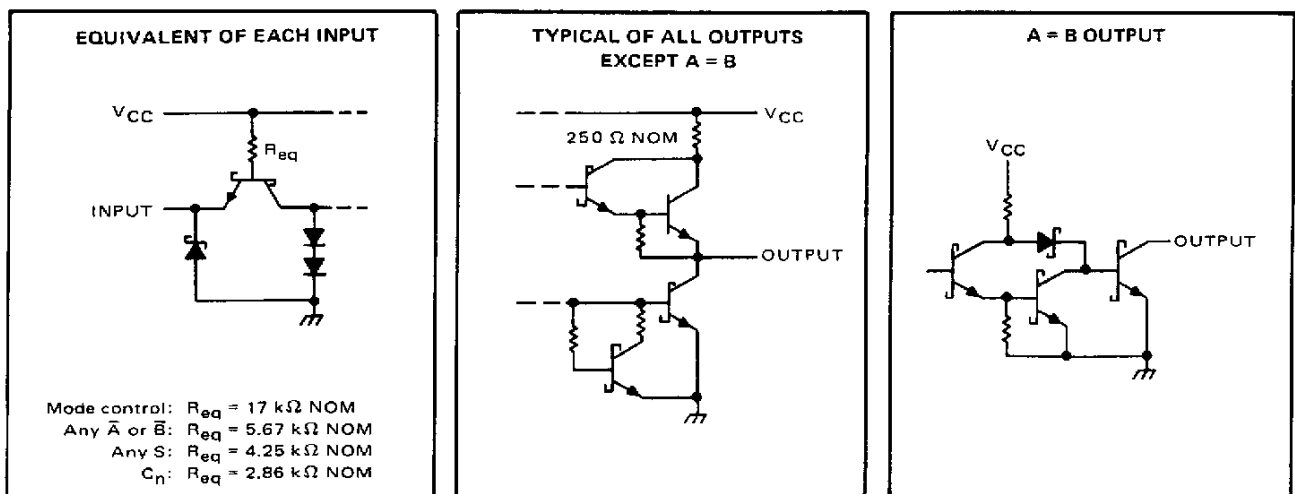 EQUIVALENT OF EACH INPUT
VCC
Req
INPUT
Mode control: Req = 17 kΩ NOM
Any A̅ or B̅: Req = 5.67 kΩ NOM
Any S: Req = 4.25 kΩ NOM
Cn: Req = 2.86 kΩ NOM
TYPICAL OF ALL OUTPUTS
EXCEPT A = B
VCC
250 Ω NOM
OUTPUT
A = B OUTPUT
VCC
OUTPUT